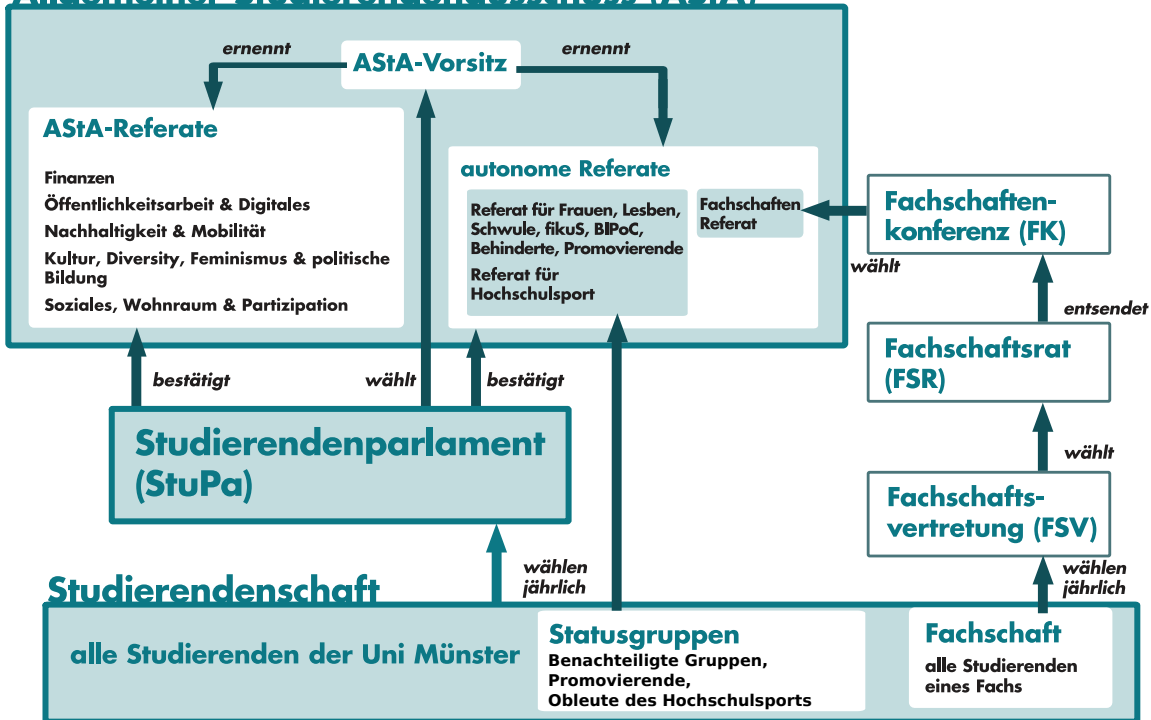 Allgemeiner Studierendenausschuss (AStA)
ernennt
AStA-Vorsitz
ernennt
AStA-Referate
Finanzen
Öffentlichkeitsarbeit & Digitales
Nachhaltigkeit & Mobilität
Kultur, Diversity, Feminismus & politische
Bildung
Soziales, Wohnraum & Partizipation
autonome Referate
Referat für Frauen, Lesben,
Schwule, fikuS, BIPoC,
Behinderte, Promovierende
Referat für
Hochschulsport
Fachschaften
Referat
Fachschaften-
konferenz (FK)
wählt
entsendet
Fachschaftsrat
(FSR)
bestätigt
wählt
bestätigt
Studierendenparlament
(StuPa)
wählt
Fachschafts-
vertretung (FSV)
wählen
jährlich
wählen
jährlich
Studierendenschaft
alle Studierenden der Uni Münster
Statusgruppen
Benachteiligte Gruppen,
Promovierende,
Obleute des Hochschulsports
Fachschaft
alle Studierenden
eines Fachs